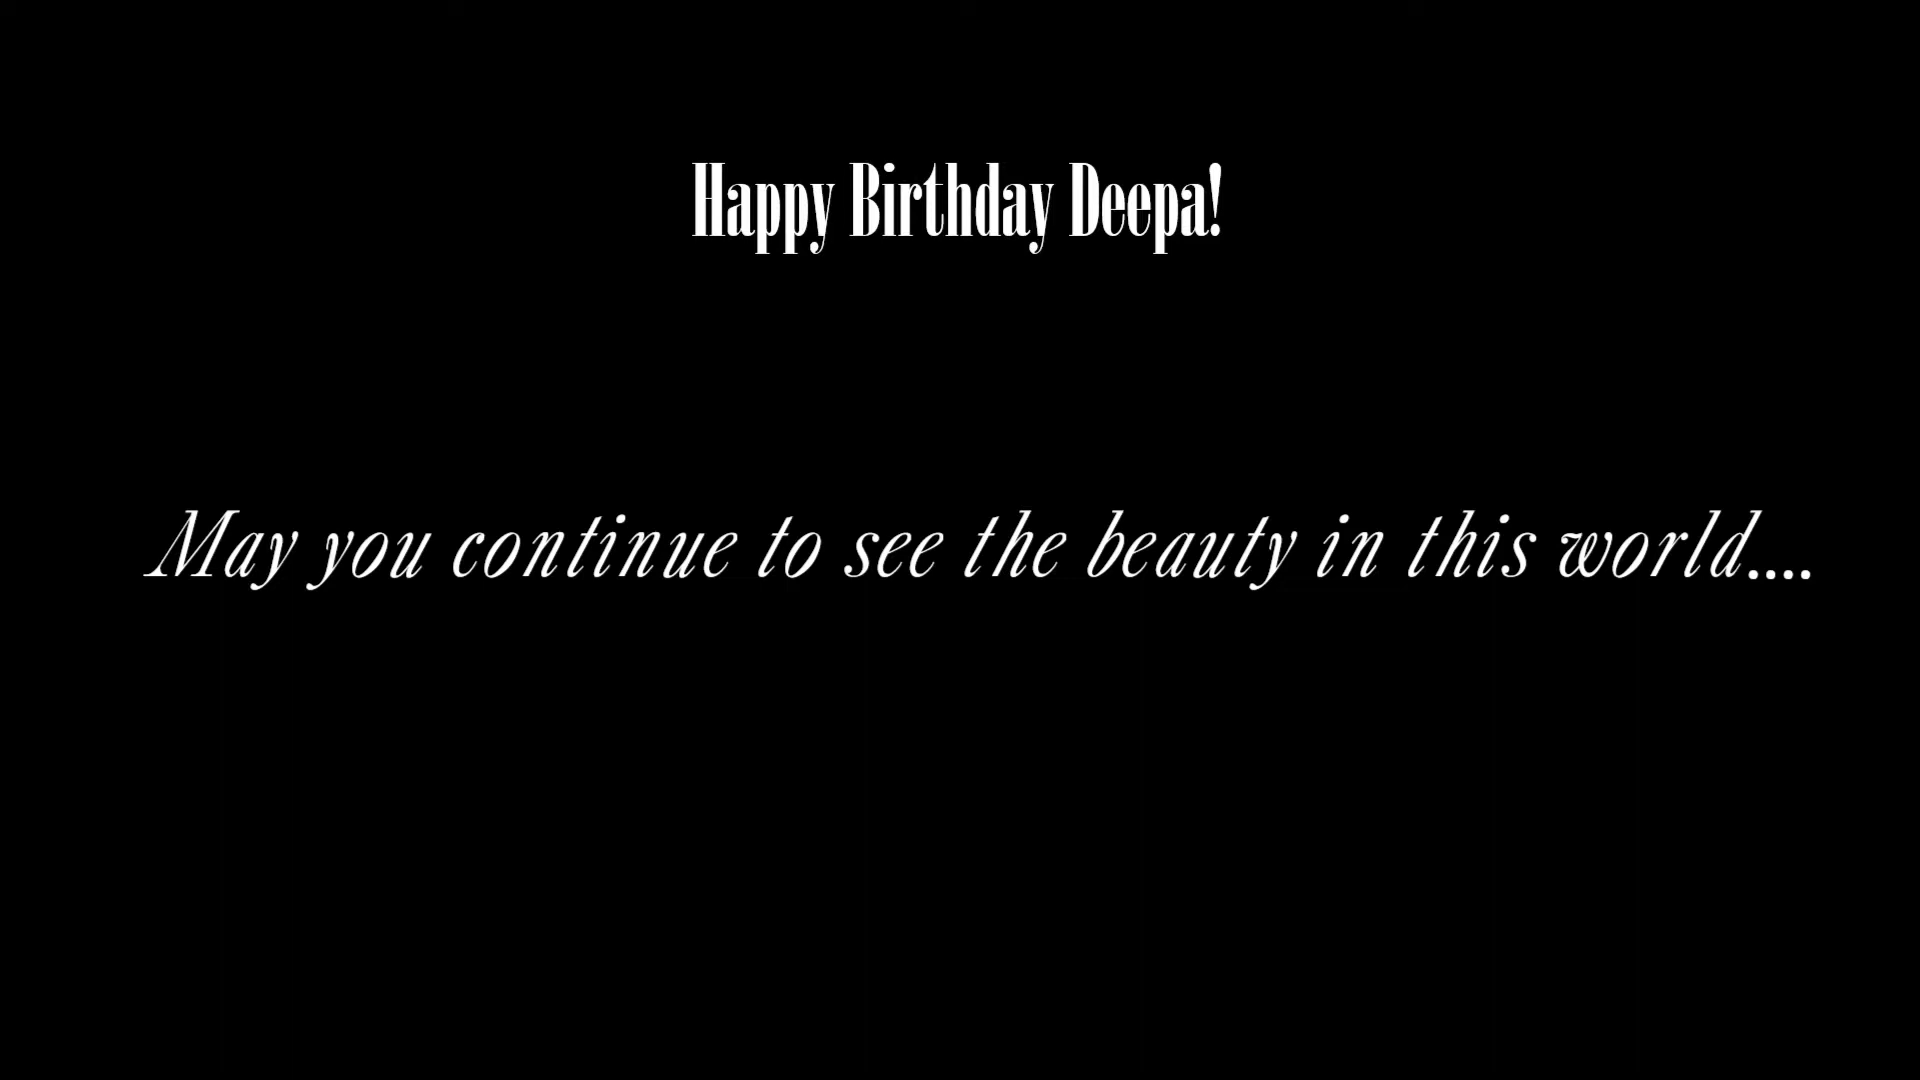 Happy Birthday Deepa!
May you continue to see the beauty in this world....